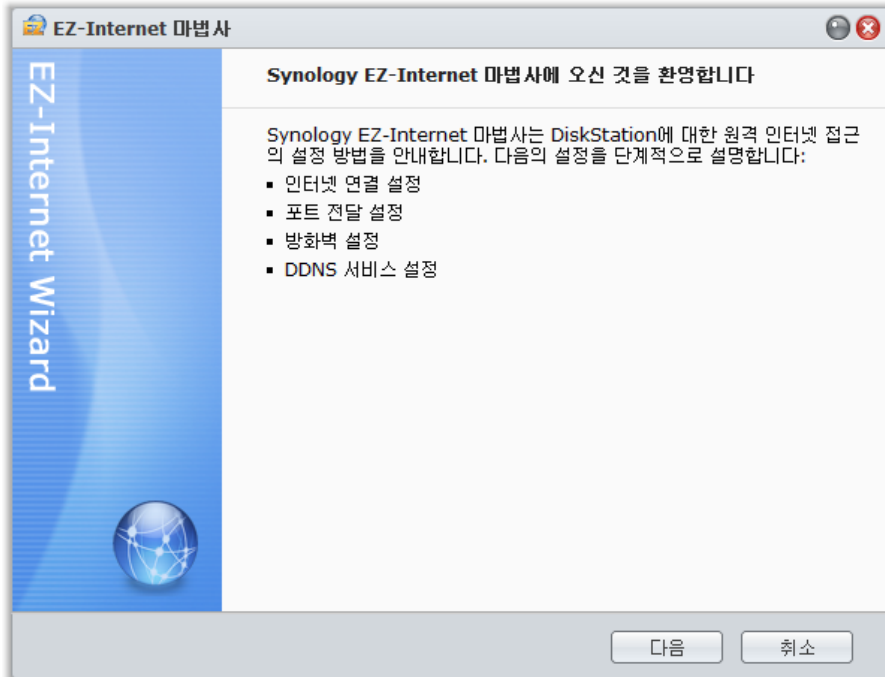 EZ-Internet 마법사
EZ-Internet Wizard
Synology EZ-Internet 마법사에 오신 것을 환영합니다
Synology EZ-Internet 마법사는 DiskStation에 대한 원격 인터넷 접근
의 설정 방법을 안내합니다. 다음의 설정을 단계적으로 설명합니다:
▪ 인터넷 연결 설정
▪ 포트 전달 설정
▪ 방화벽 설정
▪ DDNS 서비스 설정
다음
취소